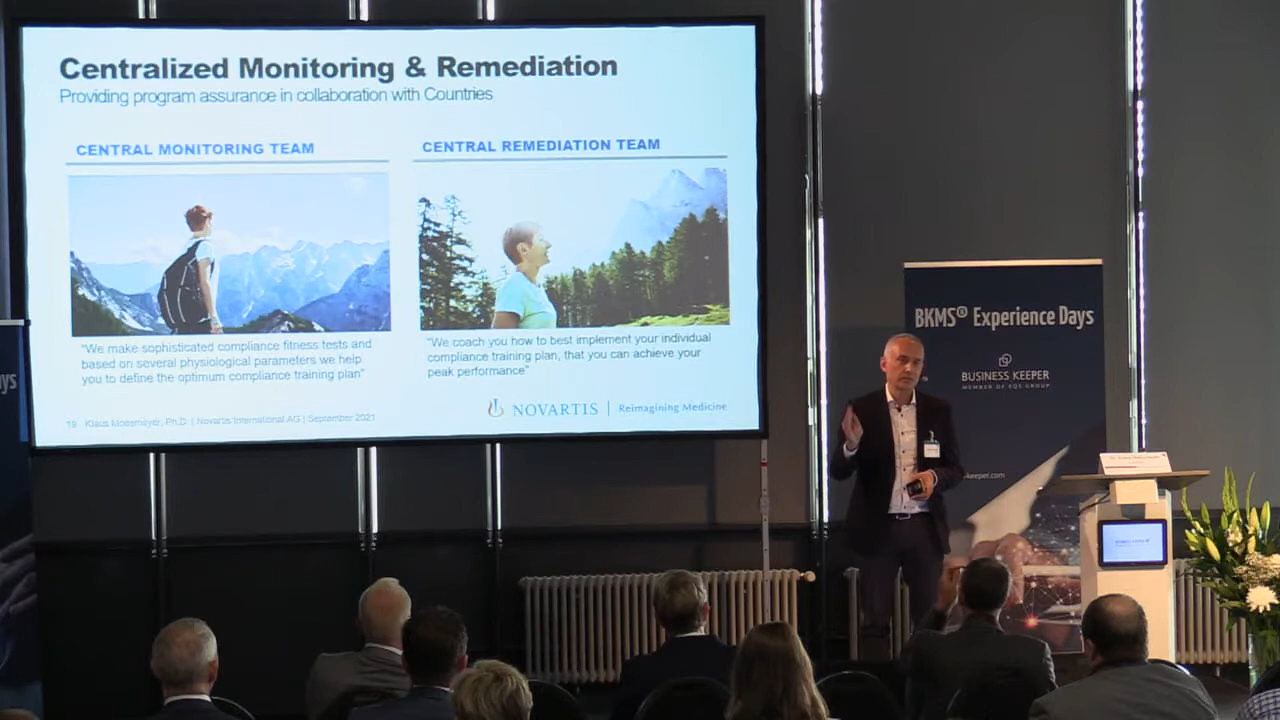 Centralized Monitoring & Remediation
Providing program assurance in collaboration with Countries
CENTRAL MONITORING TEAM
CENTRAL REMEDIATION TEAM
"We make sophisticated compliance fitness tests and
based on several physiological parameters we help
you to define the optimum compliance training plan"
"We coach you how to best implement your individual
compliance training plan, that you can achieve your
peak performance"
Klaus Moosmayer, Ph.D. | Novartis International AG | September 2021
NOVARTIS | Reimagining Medicine
BKMS® Experience Days
BUSINESS KEEPER
MEMBER OF EQS GROUP
keeper.com
ays